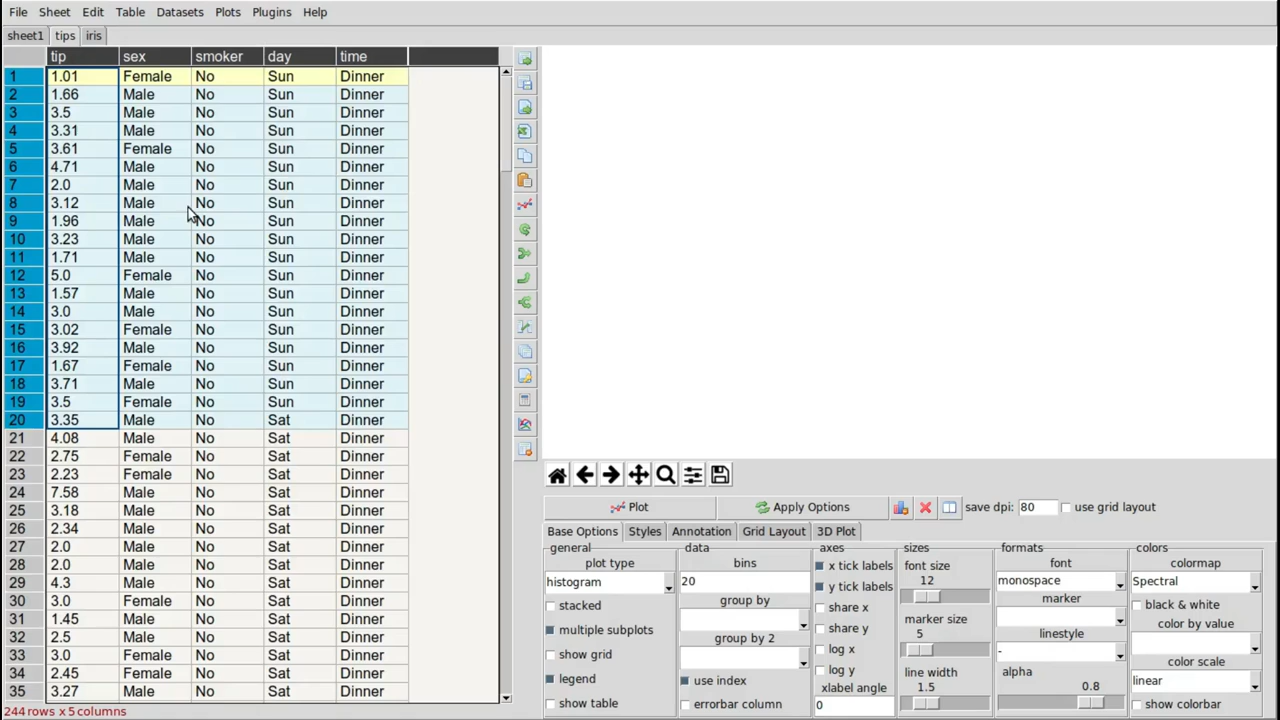 File Sheet Edit Table Datasets Plots Plugins Help
sheet1 tips iris
tip sex smoker day time
1 1.01 Female No Sun Dinner
2 1.66 Male No Sun Dinner
3 3.5 Male No Sun Dinner
4 3.31 Male No Sun Dinner
5 3.61 Female No Sun Dinner
6 4.71 Male No Sun Dinner
7 2.0 Male No Sun Dinner
8 3.12 Male No Sun Dinner
9 1.96 Male No Sun Dinner
10 3.23 Male No Sun Dinner
11 1.71 Male No Sun Dinner
12 5.0 Female No Sun Dinner
13 1.57 Male No Sun Dinner
14 3.0 Male No Sun Dinner
15 3.02 Female No Sun Dinner
16 3.92 Male No Sun Dinner
17 1.67 Female No Sun Dinner
18 3.71 Male No Sun Dinner
19 3.5 Female No Sun Dinner
20 3.35 Male No Sat Dinner
21 4.08 Male No Sat Dinner
22 2.75 Female No Sat Dinner
23 2.23 Female No Sat Dinner
24 7.58 Male No Sat Dinner
25 3.18 Male No Sat Dinner
26 2.34 Male No Sat Dinner
27 2.0 Male No Sat Dinner
28 2.0 Male No Sat Dinner
29 4.3 Male No Sat Dinner
30 3.0 Female No Sat Dinner
31 1.45 Male No Sat Dinner
32 2.5 Male No Sat Dinner
33 3.0 Female No Sat Dinner
34 2.45 Female No Sat Dinner
35 3.27 Male No Sat Dinner
244 rows x 5 columns
Plot Apply Options save dpi: 80 use grid layout
Base Options Styles Annotation Grid Layout 3D Plot
general
plot type
histogram
stacked
multiple subplots
show grid
legend
show table
data
bins
20
group by
group by 2
use index
errorbar column
axes
x tick labels
y tick labels
share x
share y
log x
log y
xlabel angle
0
sizes
font size
12
marker size
5
line width
1.5
formats
font
monospace
marker
linestyle
-
alpha
0.8
colors
colormap
Spectral
black & white
color by value
color scale
linear
show colorbar